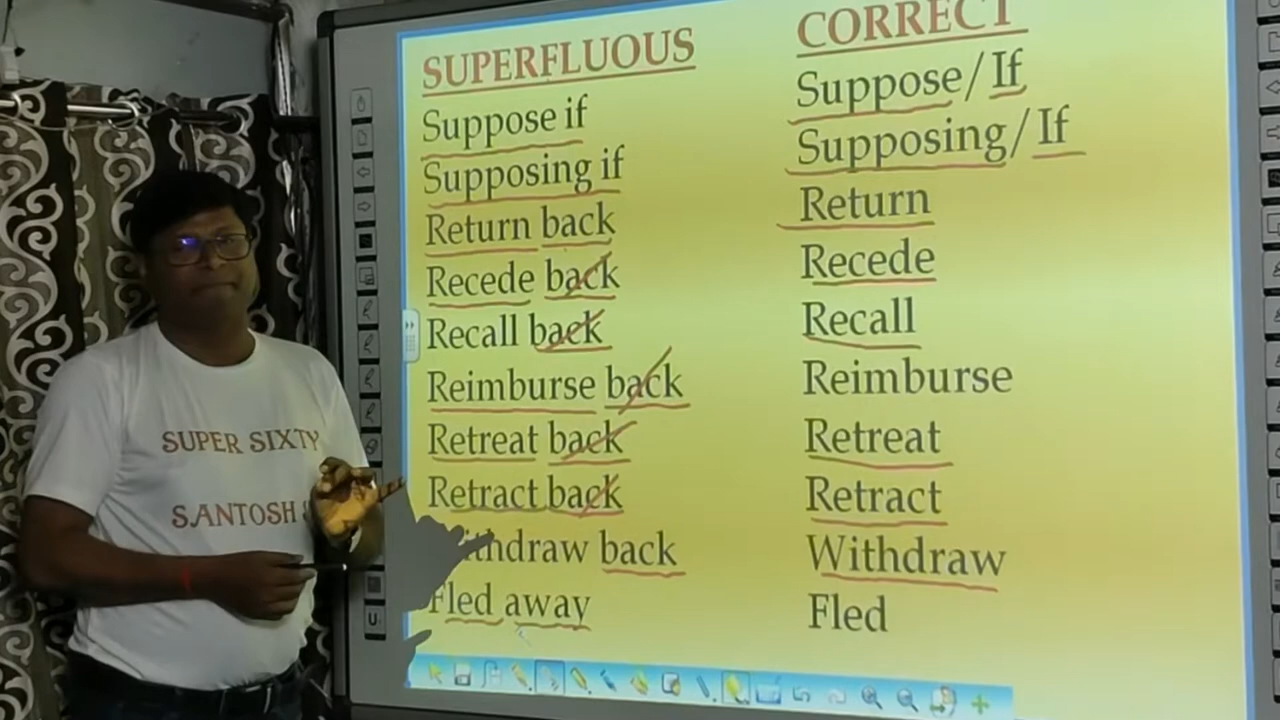 SUPERFLUOUS CORRECT
Suppose if Suppose/ If
Supposing if Supposing/ If
Return back Return
Recede back Recede
Recall back Recall
Reimburse back Reimburse
Retreat back Retreat
Retract back Retract
Withdraw back Withdraw
Fled away Fled
SUPER SIXTY
SANTOSH